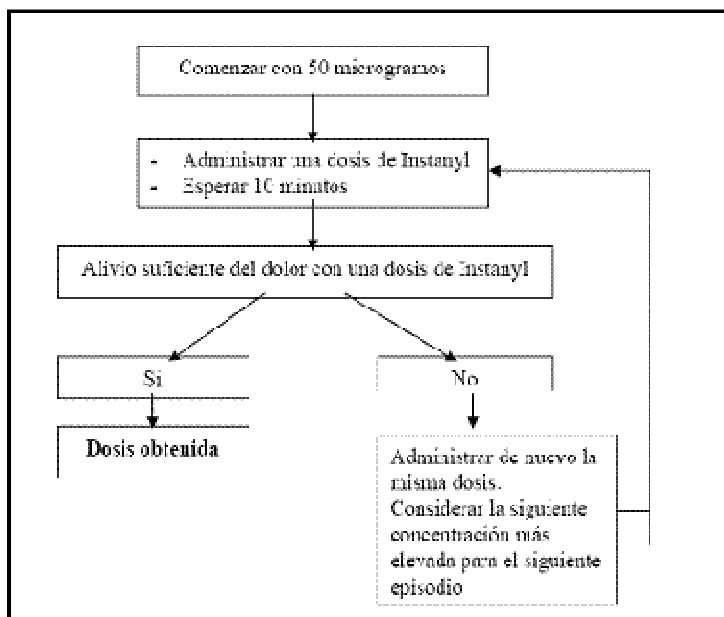 Comenzar con 50 microgramos
- Administrar una dosis de Instanyl
- Esperar 10 minutos
Alivio suficiente del dolor con una dosis de Instanyl
Si
No
Dosis obtenida
Administrar de nuevo la
misma dosis.
Considerar la siguiente
concentración más
elevada para el siguiente
episodio